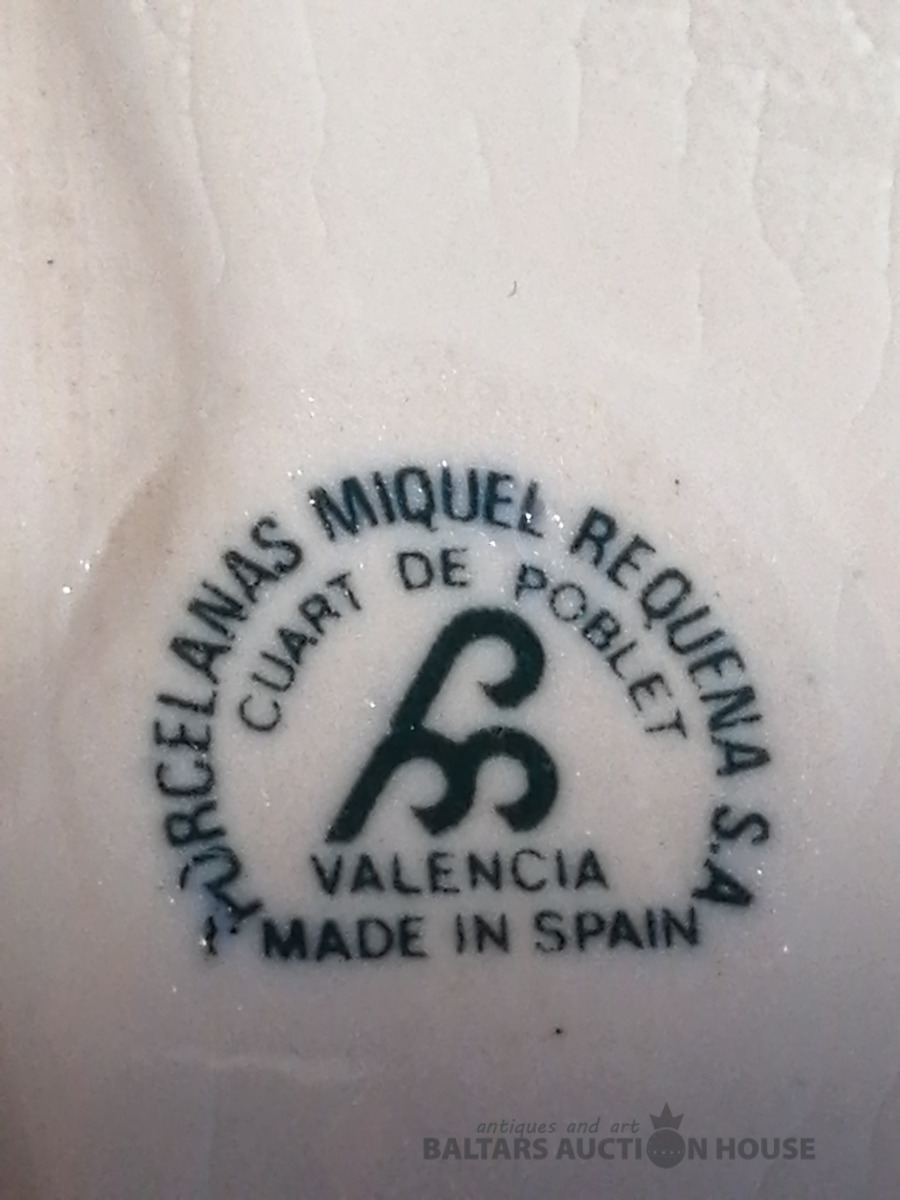 PORCELANAS MIQUEL REQUENA S.A
CUART DE POBLET
VALENCIA
MADE IN SPAIN
antiques and art
BALTARS AUCTION HOUSE